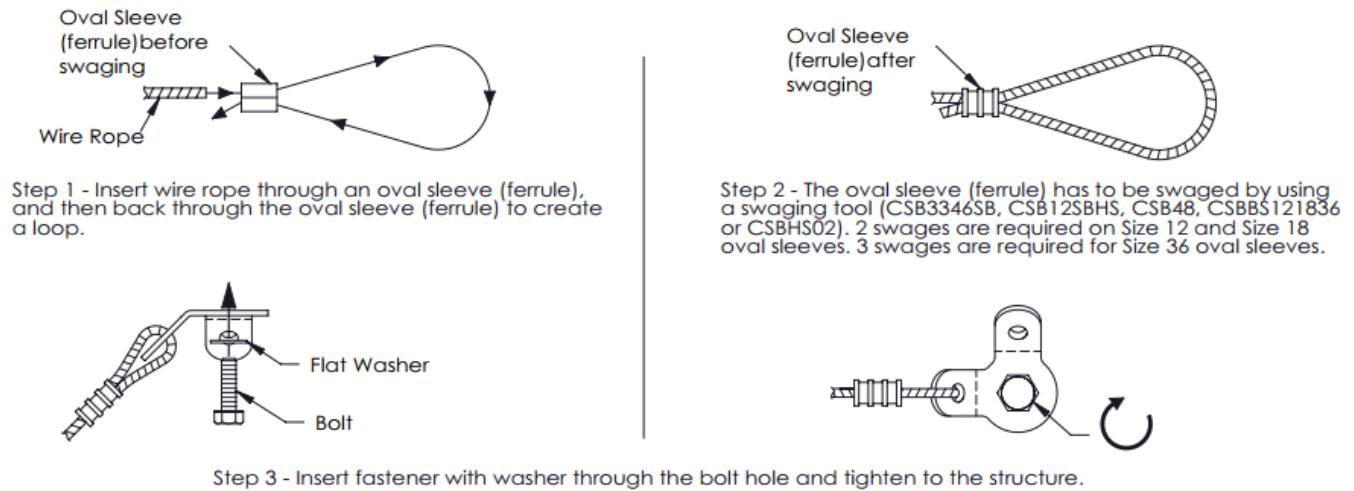 Oval Sleeve
(ferrule)before
swaging
Wire Rope
Step 1 - Insert wire rope through an oval sleeve (ferrule),
and then back through the oval sleeve (ferrule) to create
a loop.
Oval Sleeve
(ferrule)after
swaging
Step 2 - The oval sleeve (ferrule) has to be swaged by using
a swaging tool (CSB3346SB, CSB12SBHS, CSB48, CSBBS121836
or CSBHS02). 2 swages are required on Size 12 and Size 18
oval sleeves. 3 swages are required for Size 36 oval sleeves.
Flat Washer
Bolt
Step 3 - Insert fastener with washer through the bolt hole and tighten to the structure.